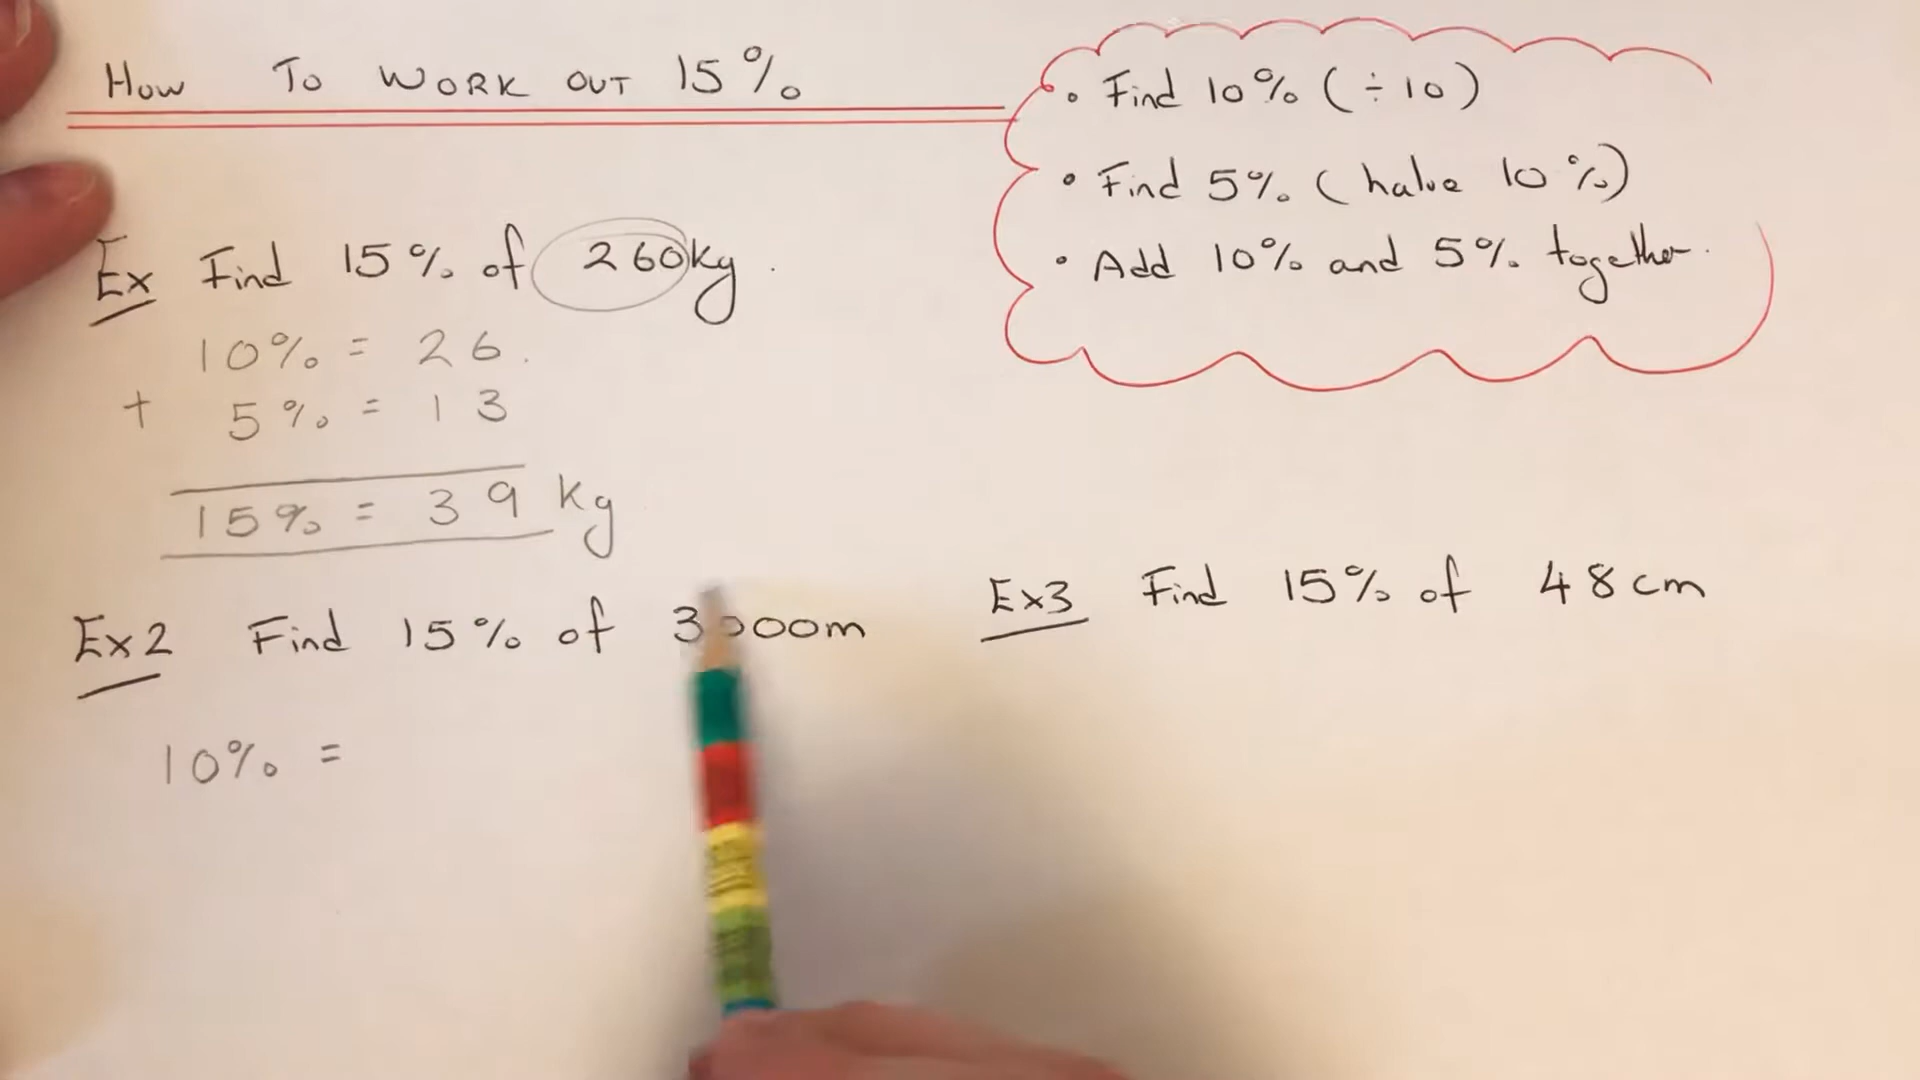 How To WORK OUT 15%
• Find 10% (÷10)
• Find 5% (halve 10%)
• Add 10% and 5% together.
Ex Find 15% of 260kg.
10% = 26.
+ 5% = 13
15% = 39 kg
Ex2 Find 15% of 3000m
10% =
Ex3 Find 15% of 48cm